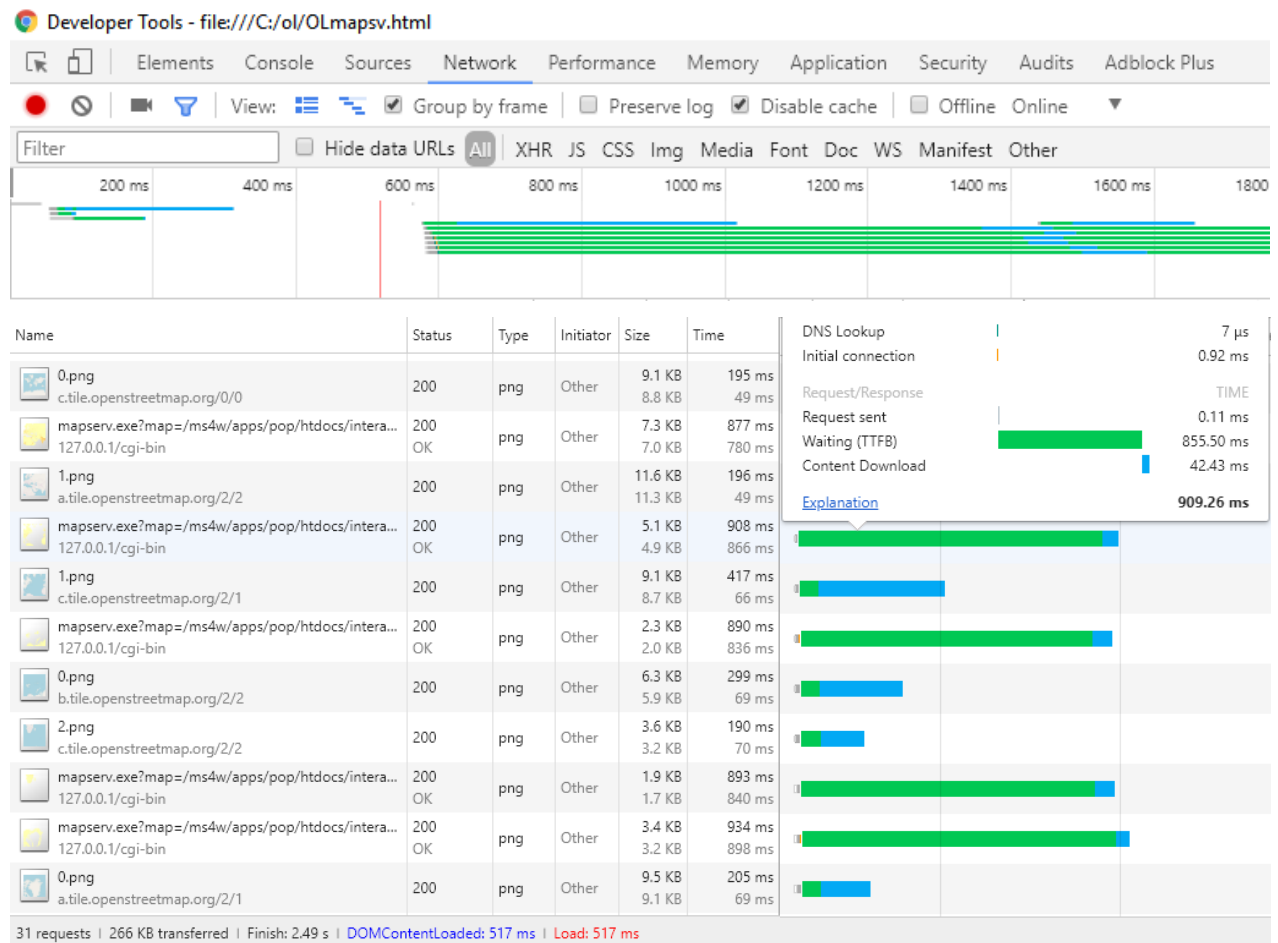 Developer Tools - file:///C:/ol/OLmapsv.html
Elements Console Sources Network Performance Memory Application Security Audits Adblock Plus
View: Group by frame Preserve log Disable cache Offline Online
Filter Hide data URLs All XHR JS CSS Img Media Font Doc WS Manifest Other
200 ms 400 ms 600 ms 800 ms 1000 ms 1200 ms 1400 ms 1600 ms 1800
Name Status Type Initiator Size Time
DNS Lookup 7 µs
Initial connection 0.92 ms
Request/Response TIME
Request sent 0.11 ms
Waiting (TTFB) 855.50 ms
Content Download 42.43 ms
Explanation 909.26 ms
0.png 200 png Other 9.1 KB 195 ms
c.tile.openstreetmap.org/0/0 8.8 KB 49 ms
mapserv.exe?map=/ms4w/apps/pop/htdocs/intera... 200 png Other 7.3 KB 877 ms
127.0.0.1/cgi-bin OK 7.0 KB 780 ms
1.png 200 png Other 11.6 KB 196 ms
a.tile.openstreetmap.org/2/2 11.3 KB 49 ms
mapserv.exe?map=/ms4w/apps/pop/htdocs/intera... 200 png Other 5.1 KB 908 ms
127.0.0.1/cgi-bin OK 4.9 KB 866 ms
1.png 200 png Other 9.1 KB 417 ms
c.tile.openstreetmap.org/2/1 8.7 KB 66 ms
mapserv.exe?map=/ms4w/apps/pop/htdocs/intera... 200 png Other 2.3 KB 890 ms
127.0.0.1/cgi-bin OK 2.0 KB 836 ms
0.png 200 png Other 6.3 KB 299 ms
b.tile.openstreetmap.org/2/2 5.9 KB 69 ms
2.png 200 png Other 3.6 KB 190 ms
c.tile.openstreetmap.org/2/2 3.2 KB 70 ms
mapserv.exe?map=/ms4w/apps/pop/htdocs/intera... 200 png Other 1.9 KB 893 ms
127.0.0.1/cgi-bin OK 1.7 KB 840 ms
mapserv.exe?map=/ms4w/apps/pop/htdocs/intera... 200 png Other 3.4 KB 934 ms
127.0.0.1/cgi-bin OK 3.2 KB 898 ms
0.png 200 png Other 9.5 KB 205 ms
a.tile.openstreetmap.org/2/1 9.1 KB 69 ms
31 requests | 266 KB transferred | Finish: 2.49 s | DOMContentLoaded: 517 ms | Load: 517 ms